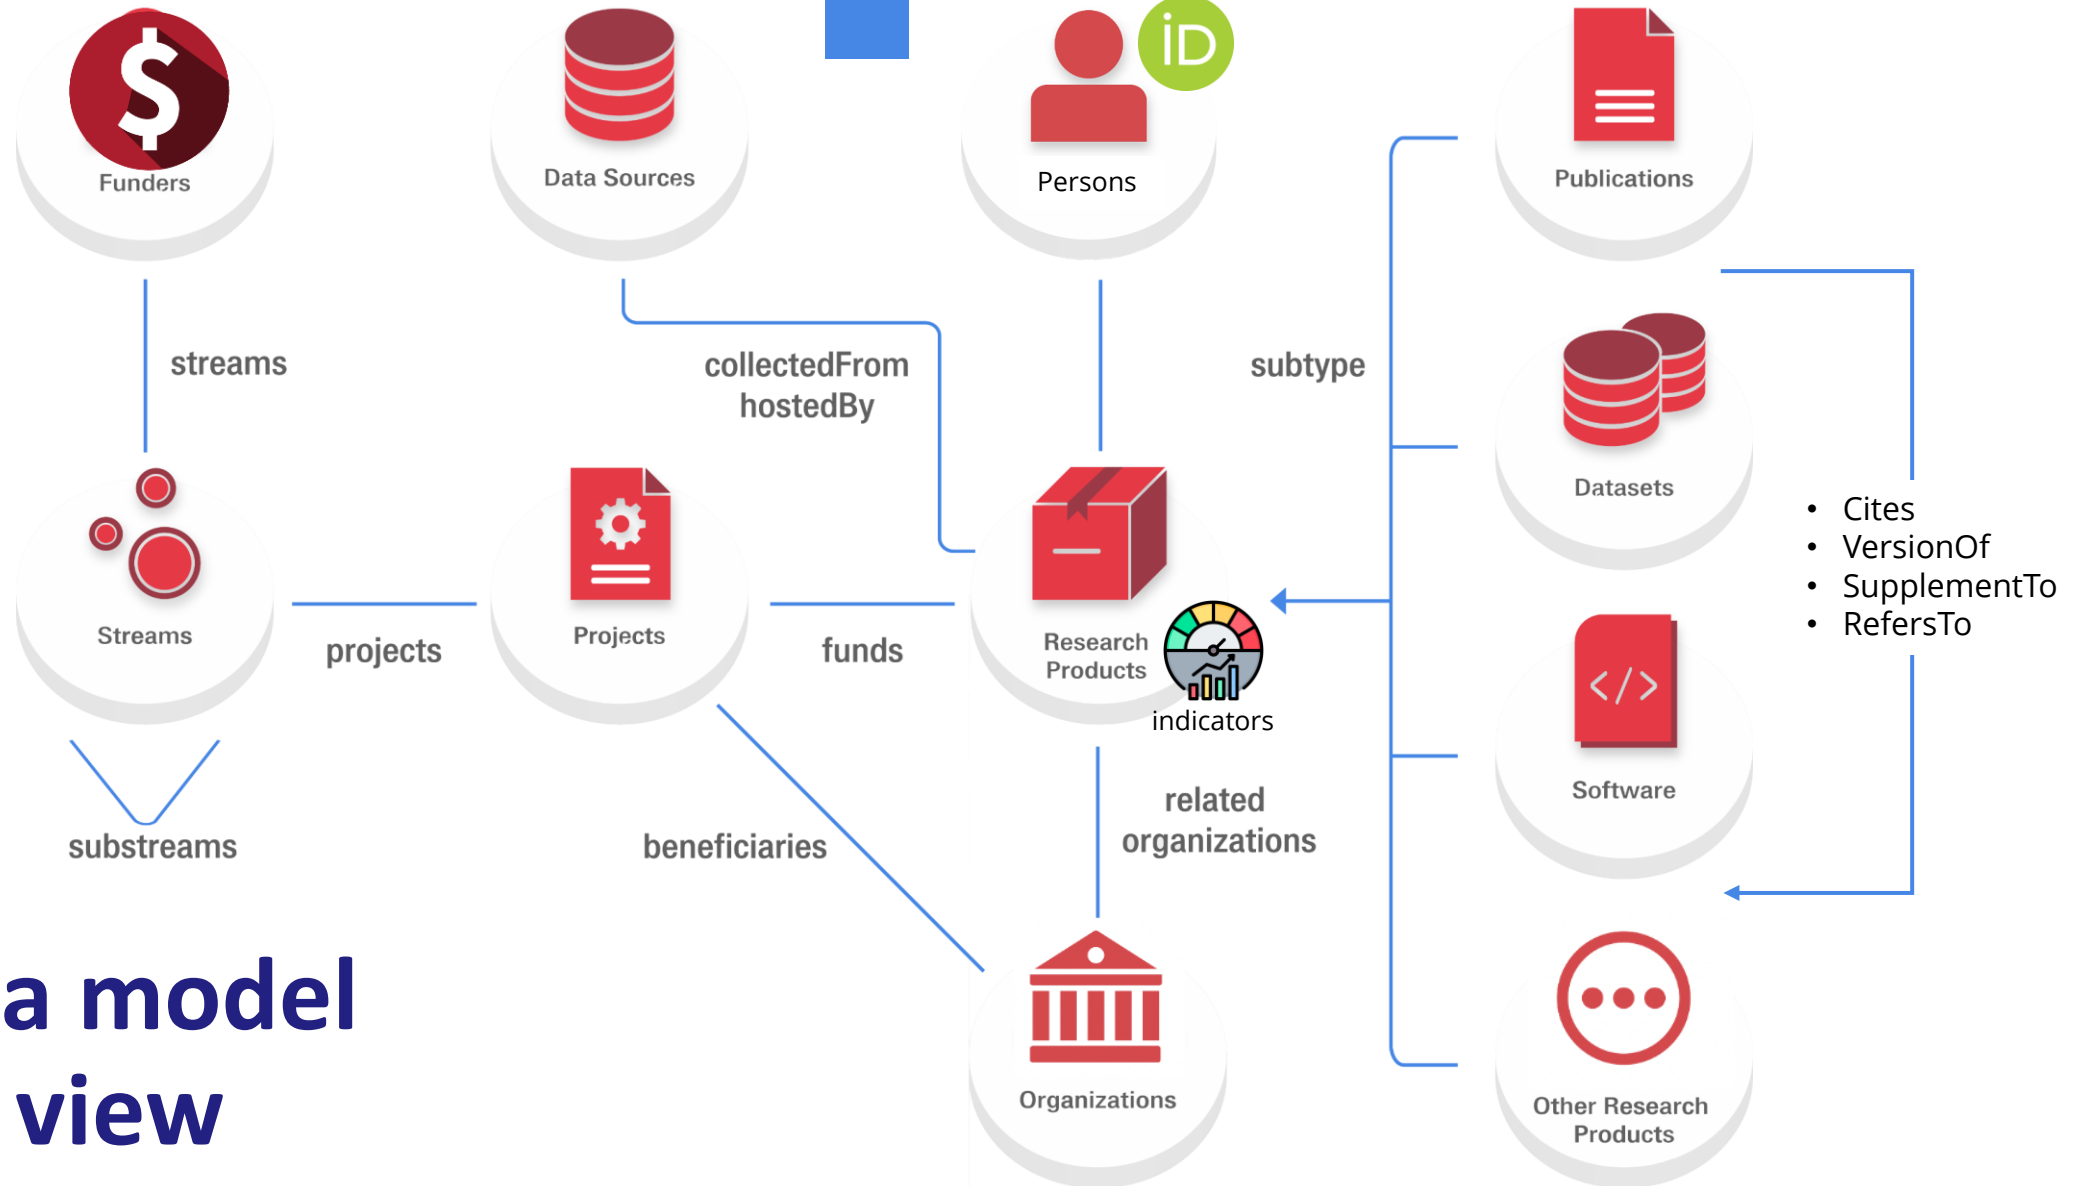 $
iD
Funders
Data Sources
Persons
Publications
streams
collectedFrom
hostedBy
subtype
Datasets
Cites
VersionOf
SupplementTo
RefersTo
Streams
projects
Projects
funds
Research
Products
indicators
</>
Software
substreams
beneficiaries
related
organizations
a model
view
Organizations
Other Research
Products